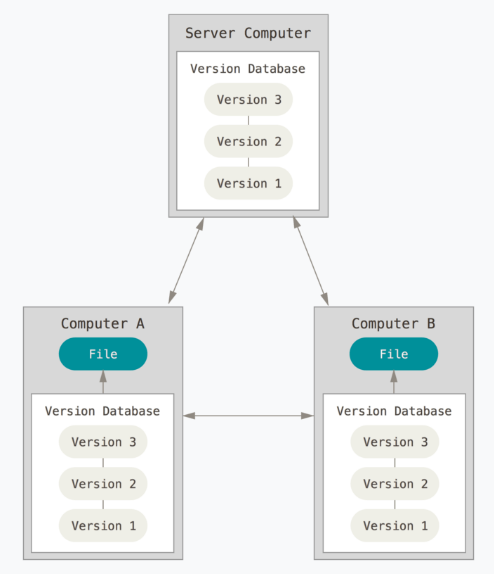 Server Computer
Version Database
Version 3
Version 2
Version 1
Computer A
File
Version Database
Version 3
Version 2
Version 1
Computer B
File
Version Database
Version 3
Version 2
Version 1